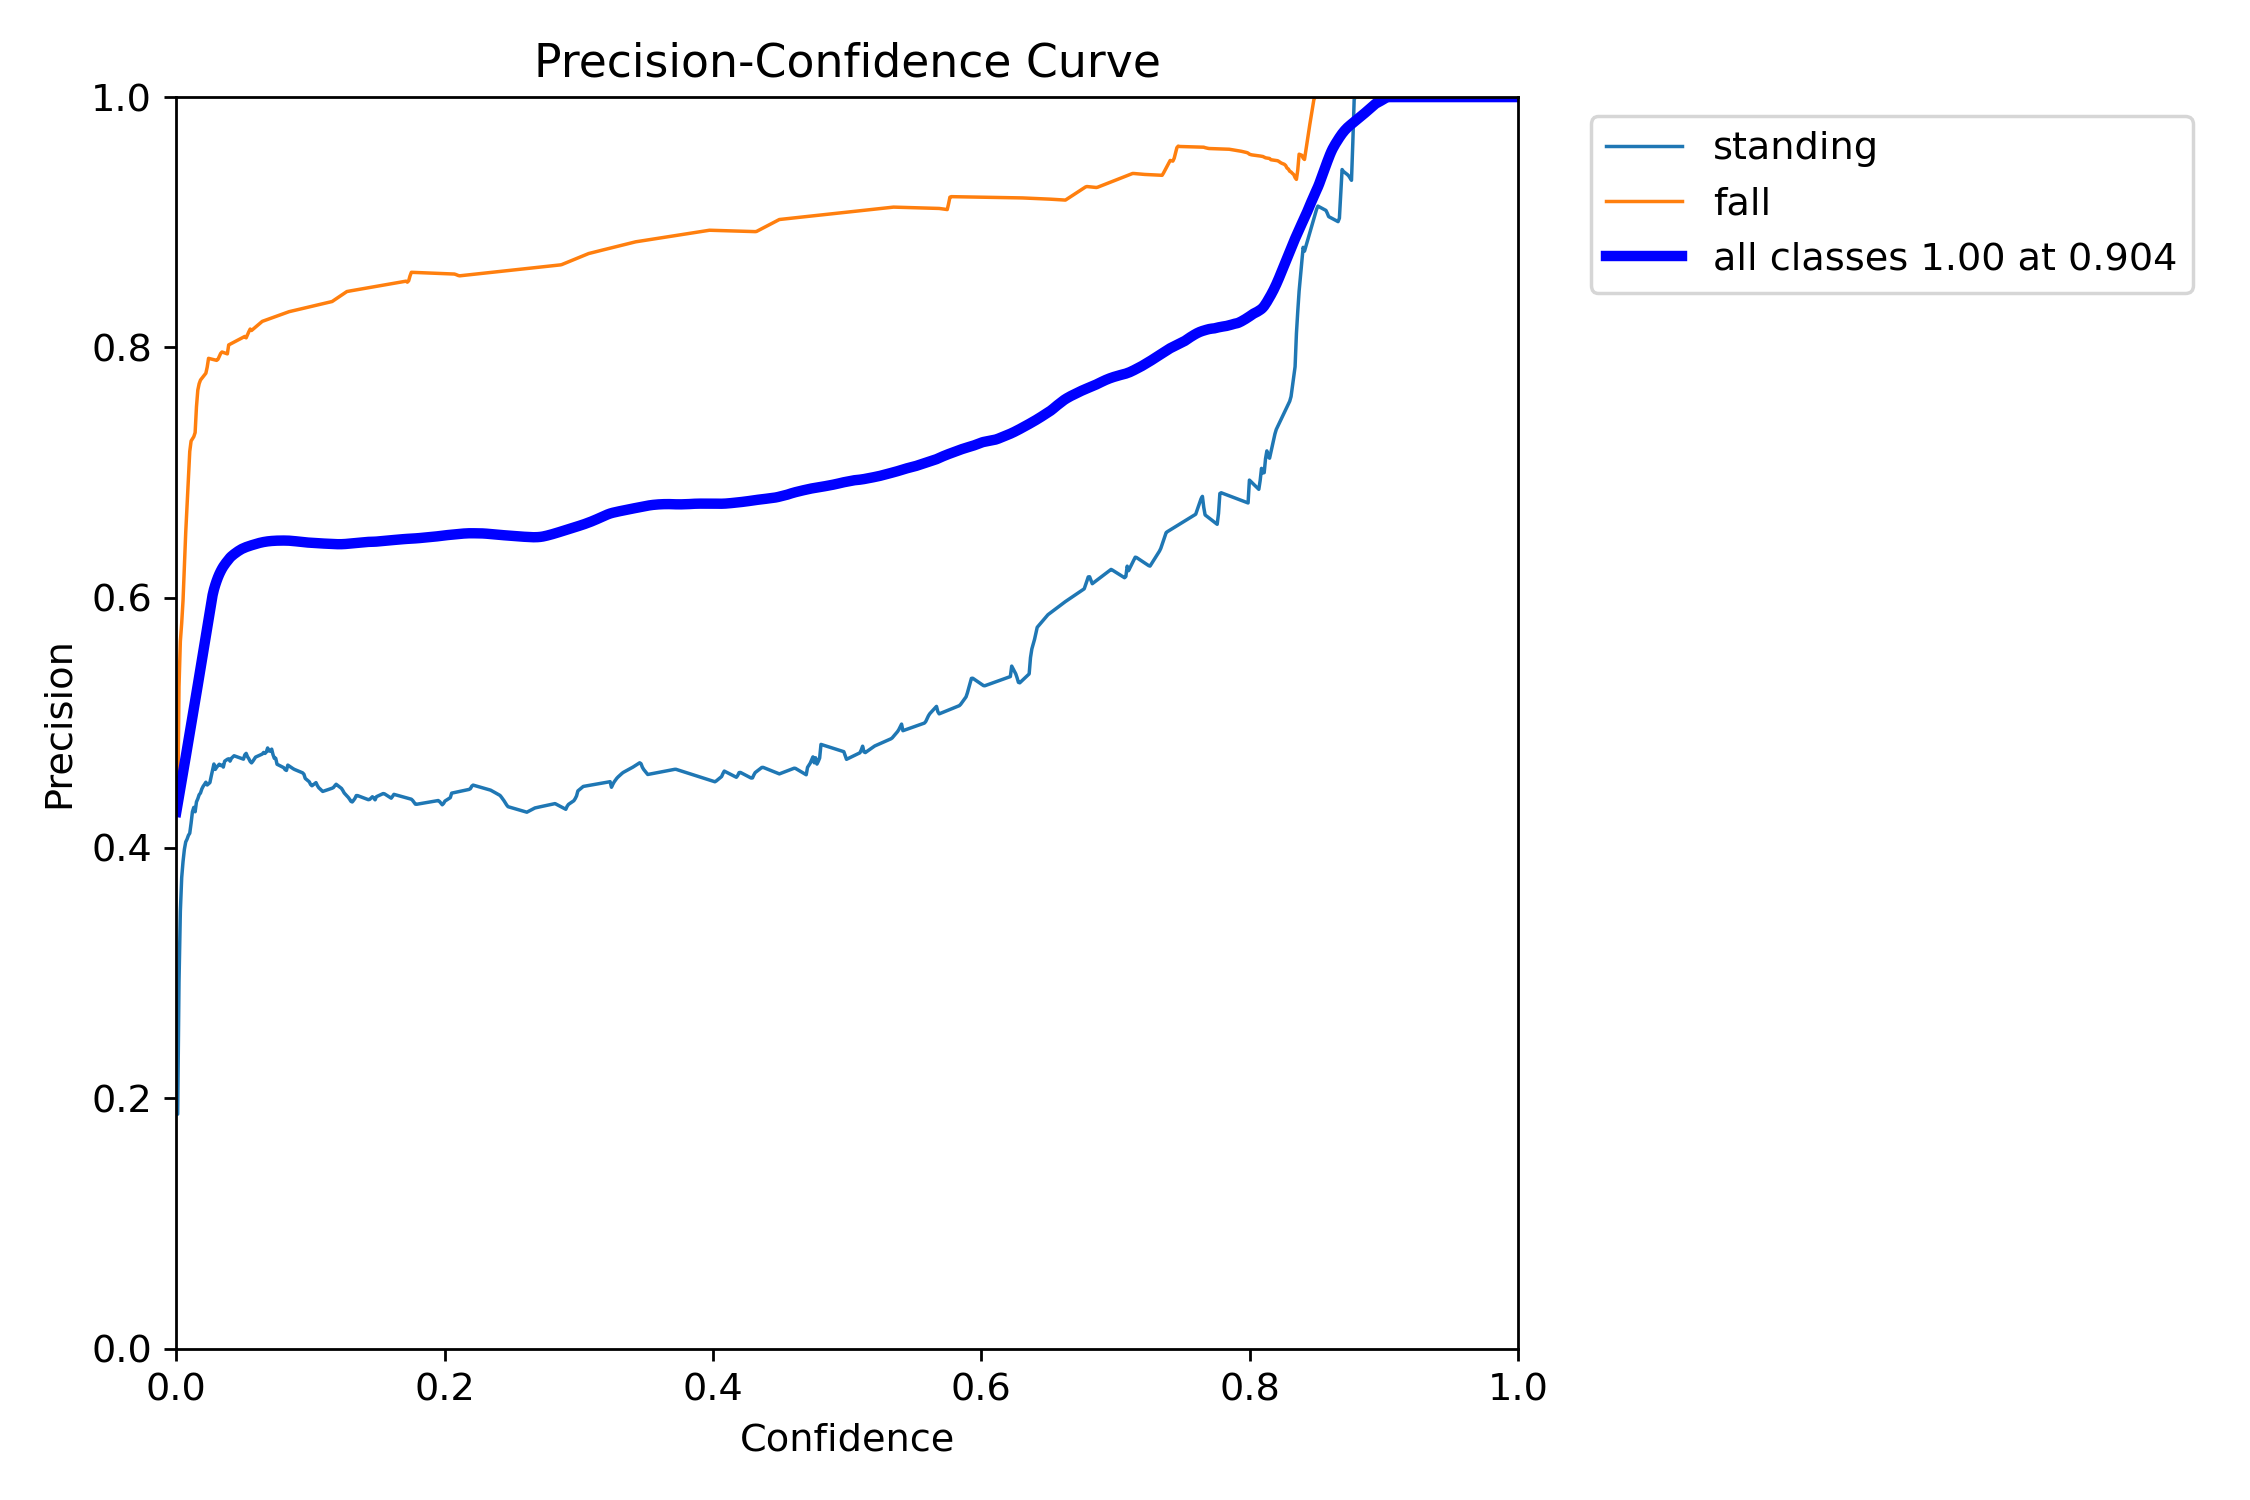 Precision-Confidence Curve
1.0
0.8
0.6
0.4
0.2
0.0
Precision
0.0 0.2 0.4 0.6 0.8 1.0
Confidence
standing
fall
all classes 1.00 at 0.904